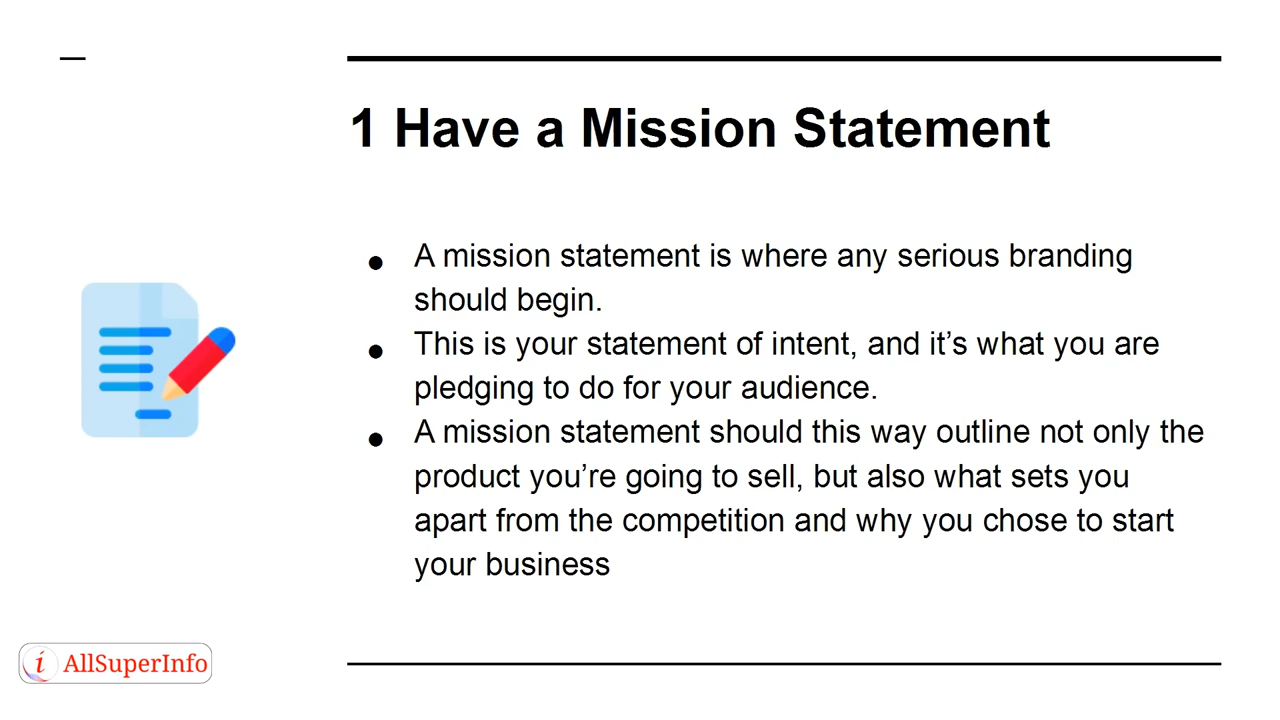 1 Have a Mission Statement
● A mission statement is where any serious branding
should begin.
● This is your statement of intent, and it’s what you are
pledging to do for your audience.
● A mission statement should this way outline not only the
product you’re going to sell, but also what sets you
apart from the competition and why you chose to start
your business
i AllSuperInfo